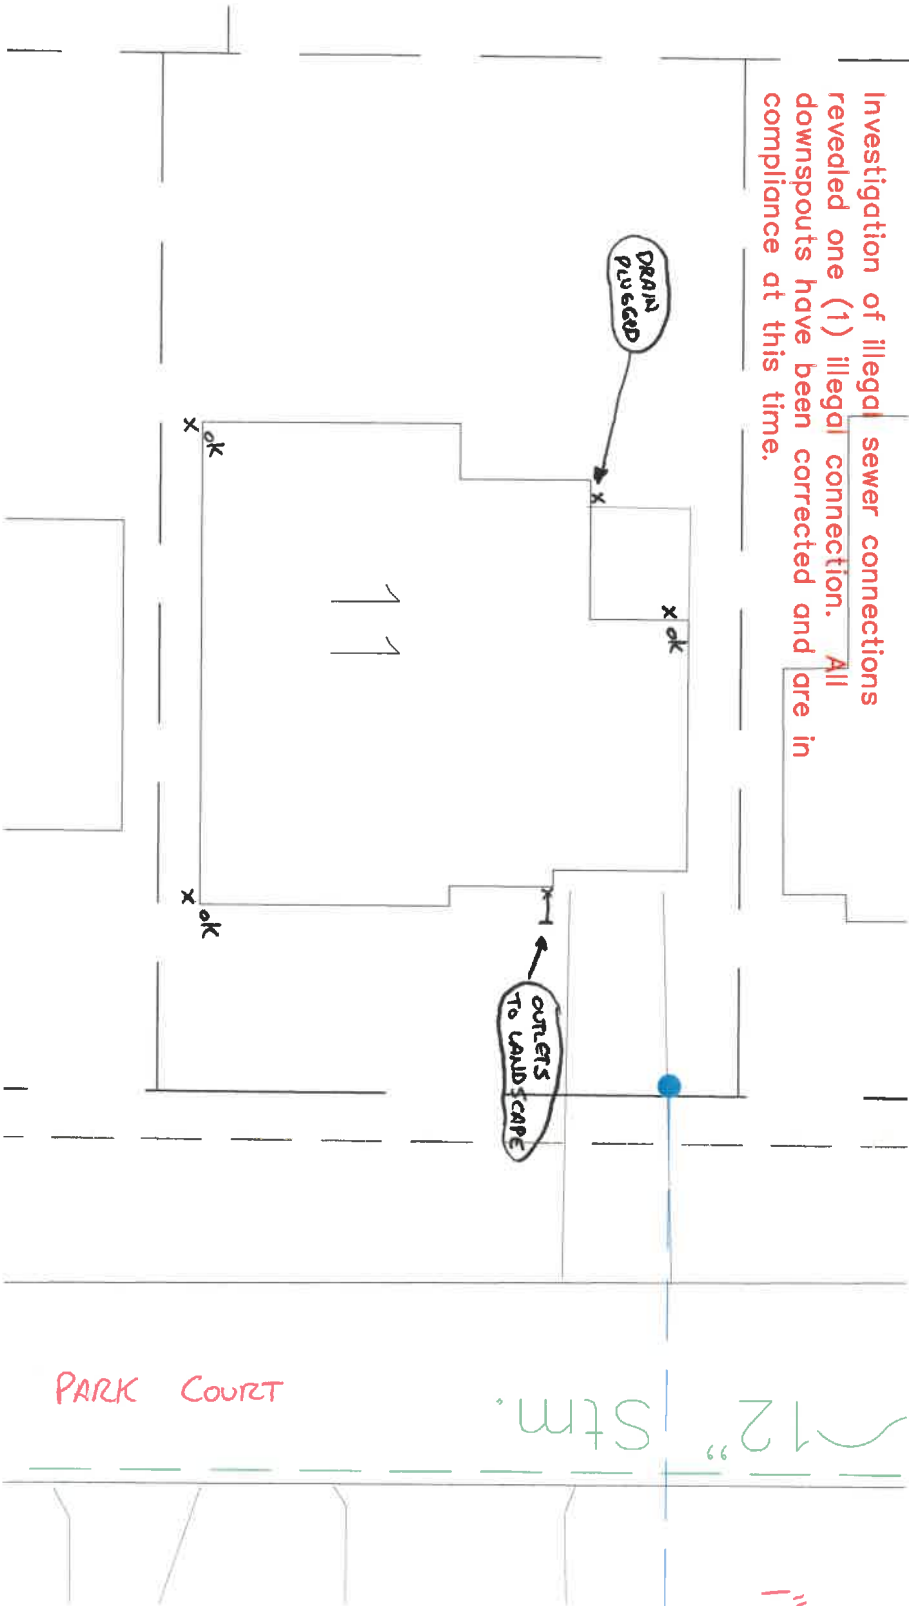 Investigation of illegal sewer connections
revealed one (1) illegal connection. All
downspouts have been corrected and are in
compliance at this time.
DRAIN
PLUGGED
x
x ok
x ok
11
x ok
x
OUTLETS
TO LANDSCAPE
PARK COURT
12" Stm.